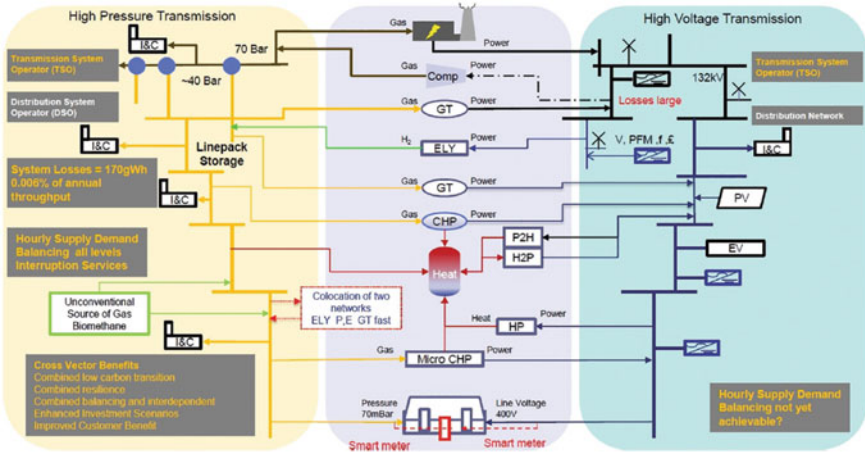 High Pressure Transmission
High Voltage Transmission
I&C
70 Bar
Gas
Power
Transmission System
Operator (TSO)
~40 Bar
Gas
Comp
Power
132kV
Transmission System
Operator (TSO)
Losses large
Distribution System
Operator (DSO)
Gas
GT
Power
Distribution Network
I&C
Linepack
Storage
H₂
ELY
Power
V, PFM ,f ,£
I&C
System Losses = 170gWh
0.006% of annual
throughput
I&C
Gas
GT
Power
PV
Gas
CHP
Power
Hourly Supply Demand
Balancing all levels
Interruption Services
P2H
H2P
Heat
EV
Unconventional
Source of Gas
Biomethane
Colocation of two
networks
ELY P,E GT fast
Heat
HP
Power
I&C
Gas
Micro CHP
Power
Cross Vector Benefits
Combined low carbon transition
Combined resilience
Combined balancing and interdependent
Enhanced Investment Scenarios
Improved Customer Benefit
Pressure
70mBar
Line Voltage
400V
Hourly Supply Demand
Balancing not yet
achievable?
Smart meter
Smart meter